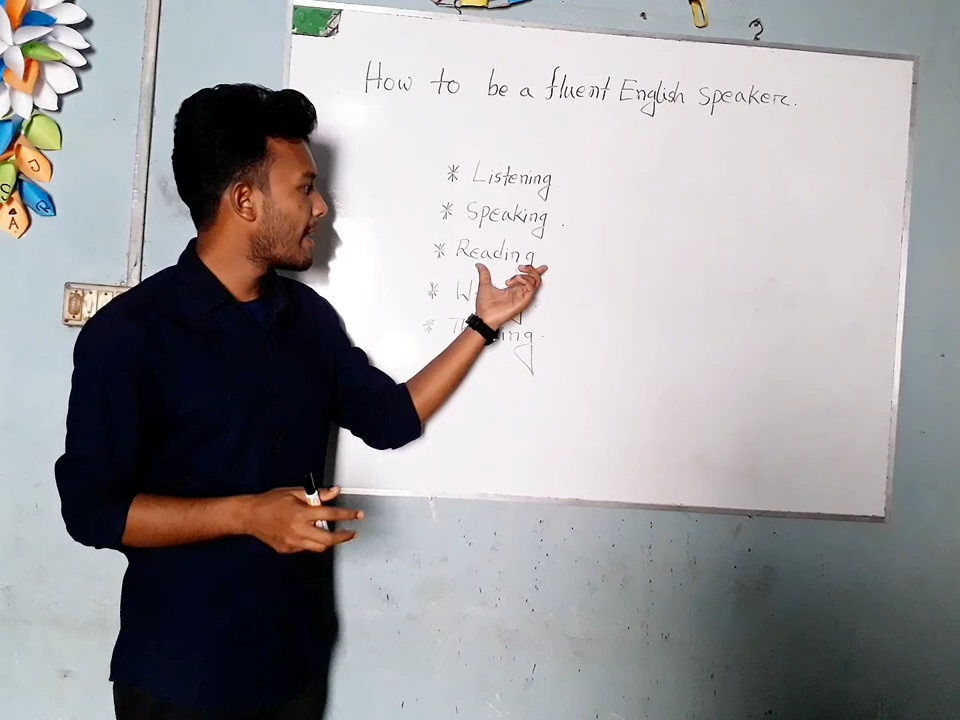 How to be a fluent English speaker.
* Listening
* Speaking.
* Reading
*
*
J
S
R
A